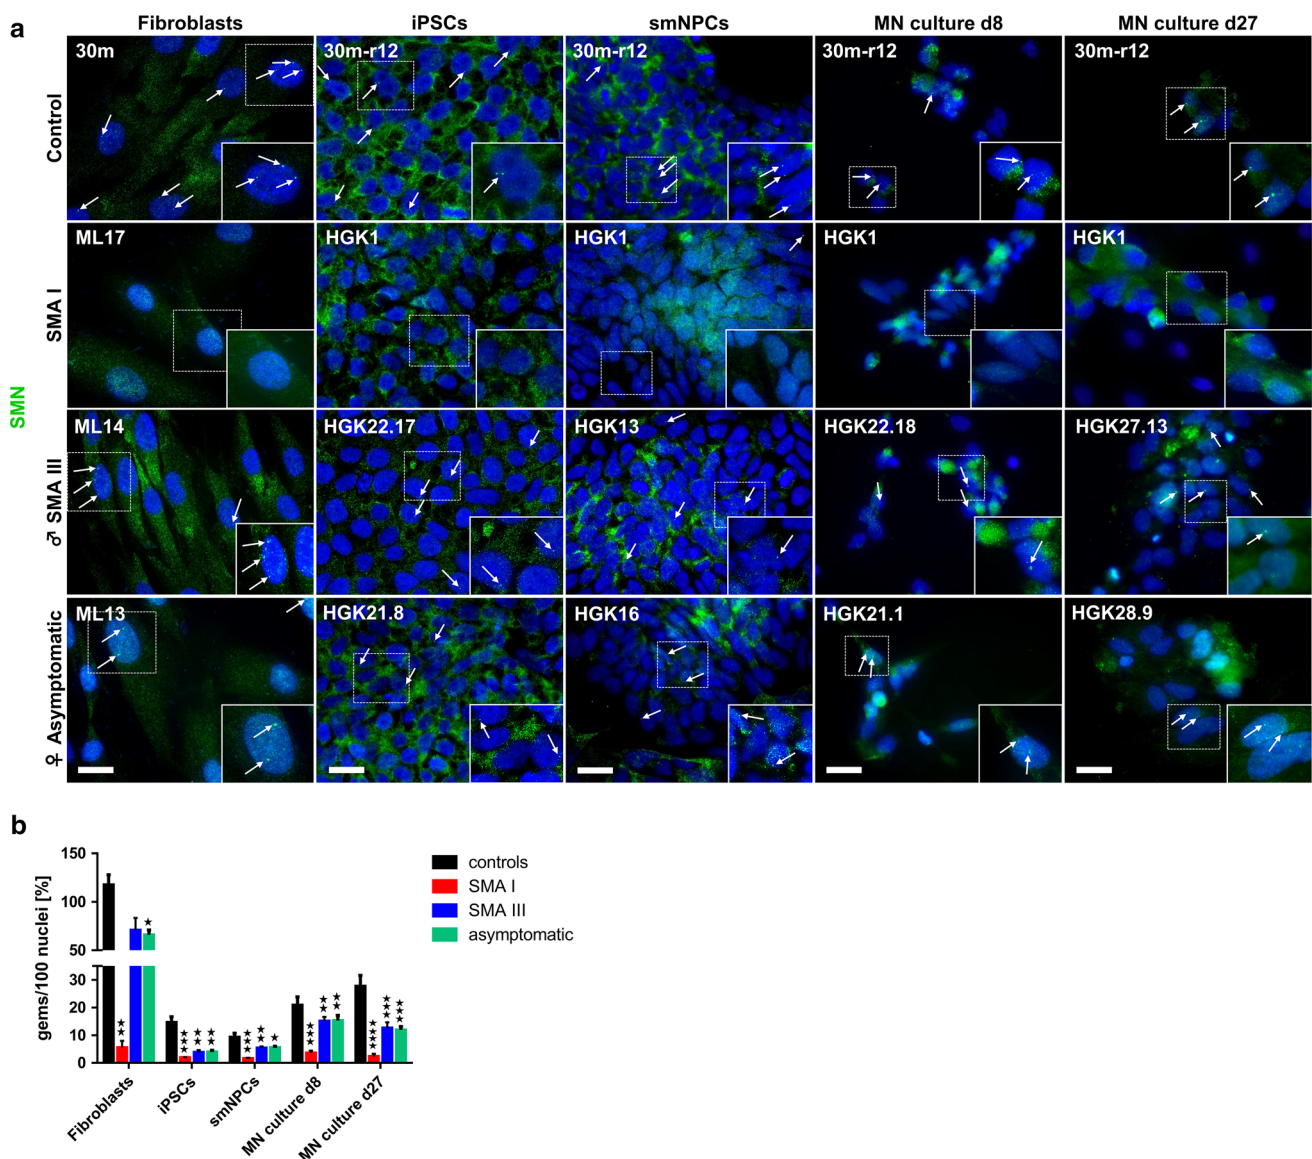 a
Fibroblasts
iPSCs
smNPCs
MN culture d8
MN culture d27
SMN
Control
30m
30m-r12
30m-r12
30m-r12
30m-r12
SMA I
ML17
HGK1
HGK1
HGK1
HGK1
♂ SMA III
ML14
HGK22.17
HGK13
HGK22.18
HGK27.13
♀ Asymptomatic
ML13
HGK21.8
HGK16
HGK21.1
HGK28.9
b
gems/100 nuclei [%]
150
100
50
30
20
10
0
★★
★
★★★
★★
★★
★★★
★★
★
★★★
★★
★★
★★★★
★★★
★★★
Fibroblasts
iPSCs
smNPCs
MN culture d8
MN culture d27
controls
SMA I
SMA III
asymptomatic